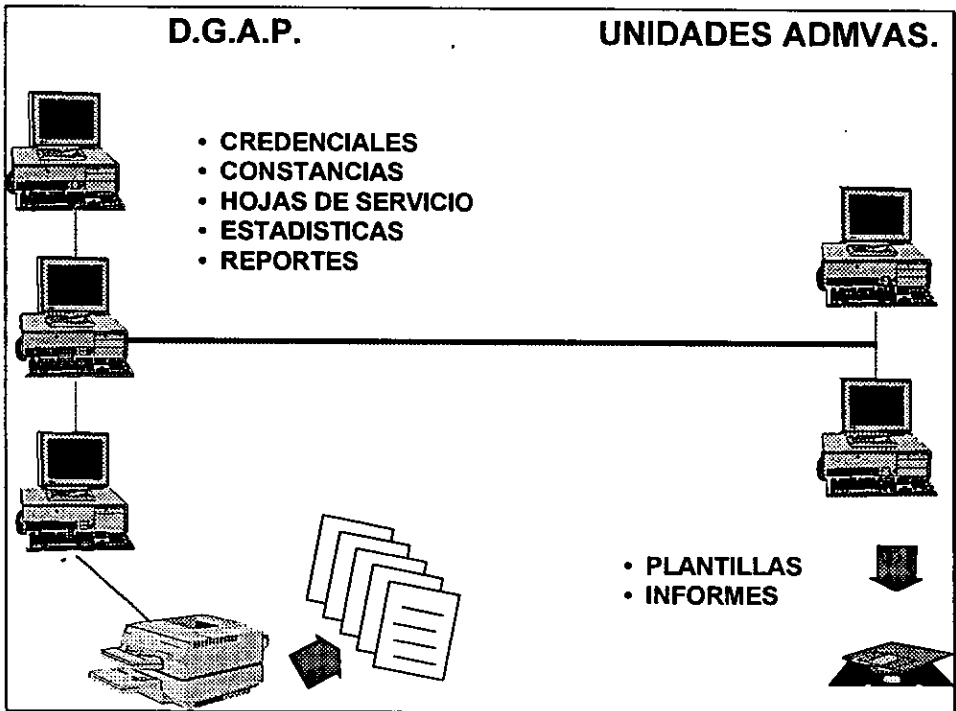 D.G.A.P.
UNIDADES ADMVAS.
• CREDENCIALES
• CONSTANCIAS
• HOJAS DE SERVICIO
• ESTADISTICAS
• REPORTES
• PLANTILLAS
• INFORMES